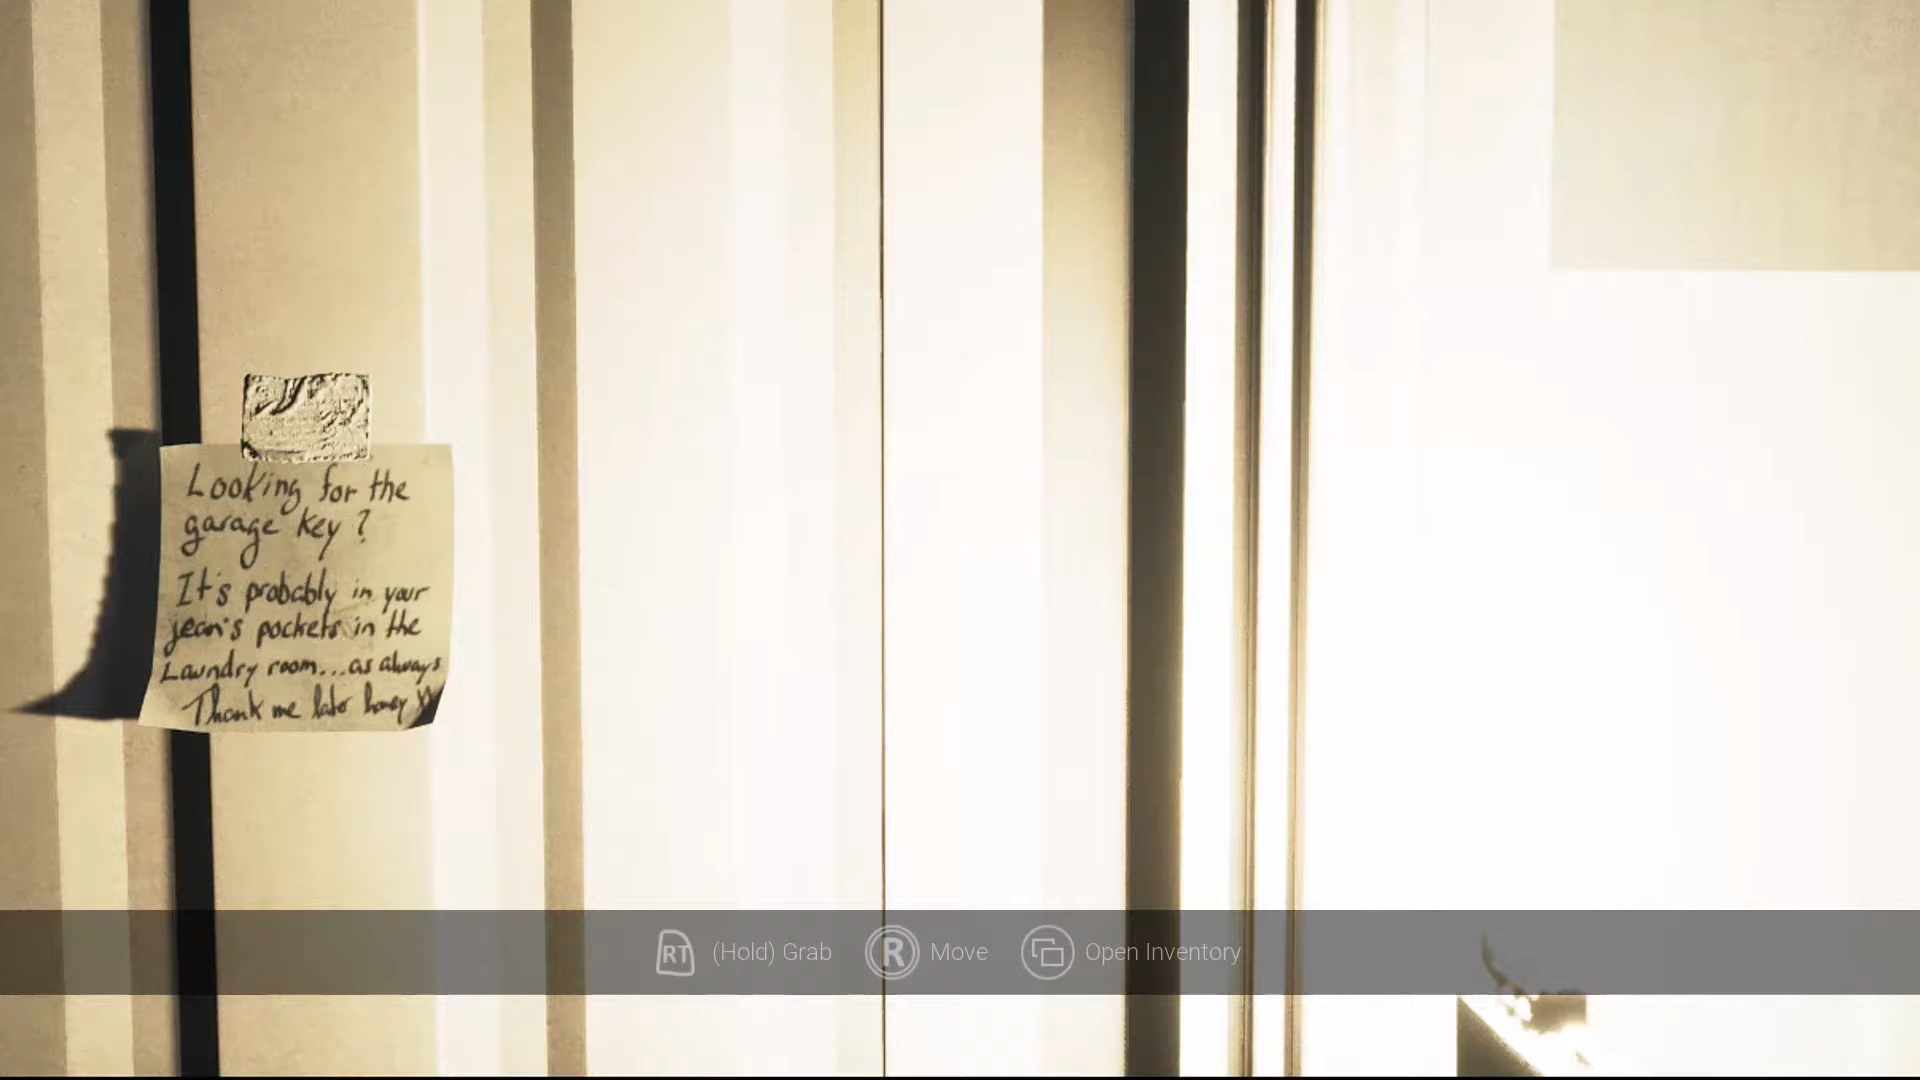 Looking for the
garage key?
It's probably in your
jean's pockets in the
Laundry room...as always
Thank me later honey
RT (Hold) Grab R Move Open Inventory